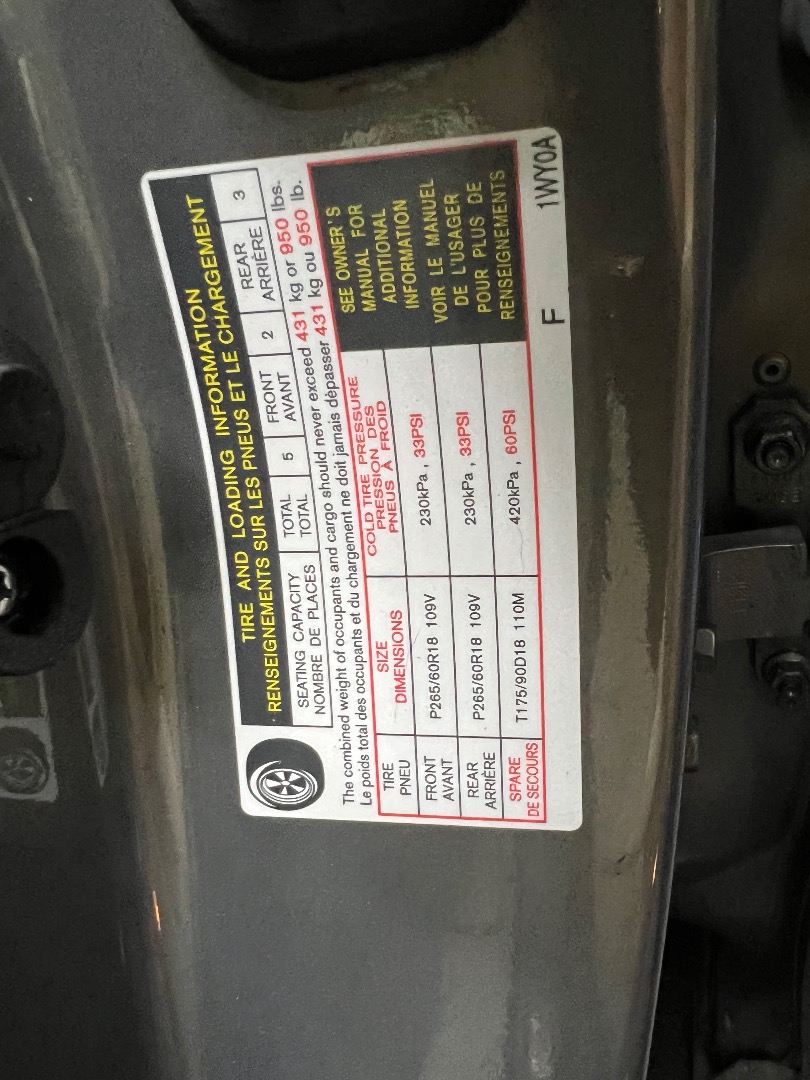 TIRE AND LOADING INFORMATION
RENSEIGNEMENTS SUR LES PNEUS ET LE CHARGEMENT
SEATING CAPACITY TOTAL 5 FRONT 2 REAR 3
NOMBRE DE PLACES TOTAL AVANT ARRIÈRE
The combined weight of occupants and cargo should never exceed 431 kg or 950 lbs.
Le poids total des occupants et du chargement ne doit jamais dépasser 431 kg ou 950 lb.
TIRE SIZE COLD TIRE PRESSURE
PNEU DIMENSIONS PRESSION DES
PNEUS À FROID
FRONT P265/60R18 109V 230kPa , 33PSI
AVANT
REAR P265/60R18 109V 230kPa , 33PSI
ARRIÈRE
SPARE T175/90D18 110M 420kPa , 60PSI
DE SECOURS
SEE OWNER'S
MANUAL FOR
ADDITIONAL
INFORMATION
VOIR LE MANUEL
DE L'USAGER
POUR PLUS DE
RENSEIGNEMENTS
F 1WY0A